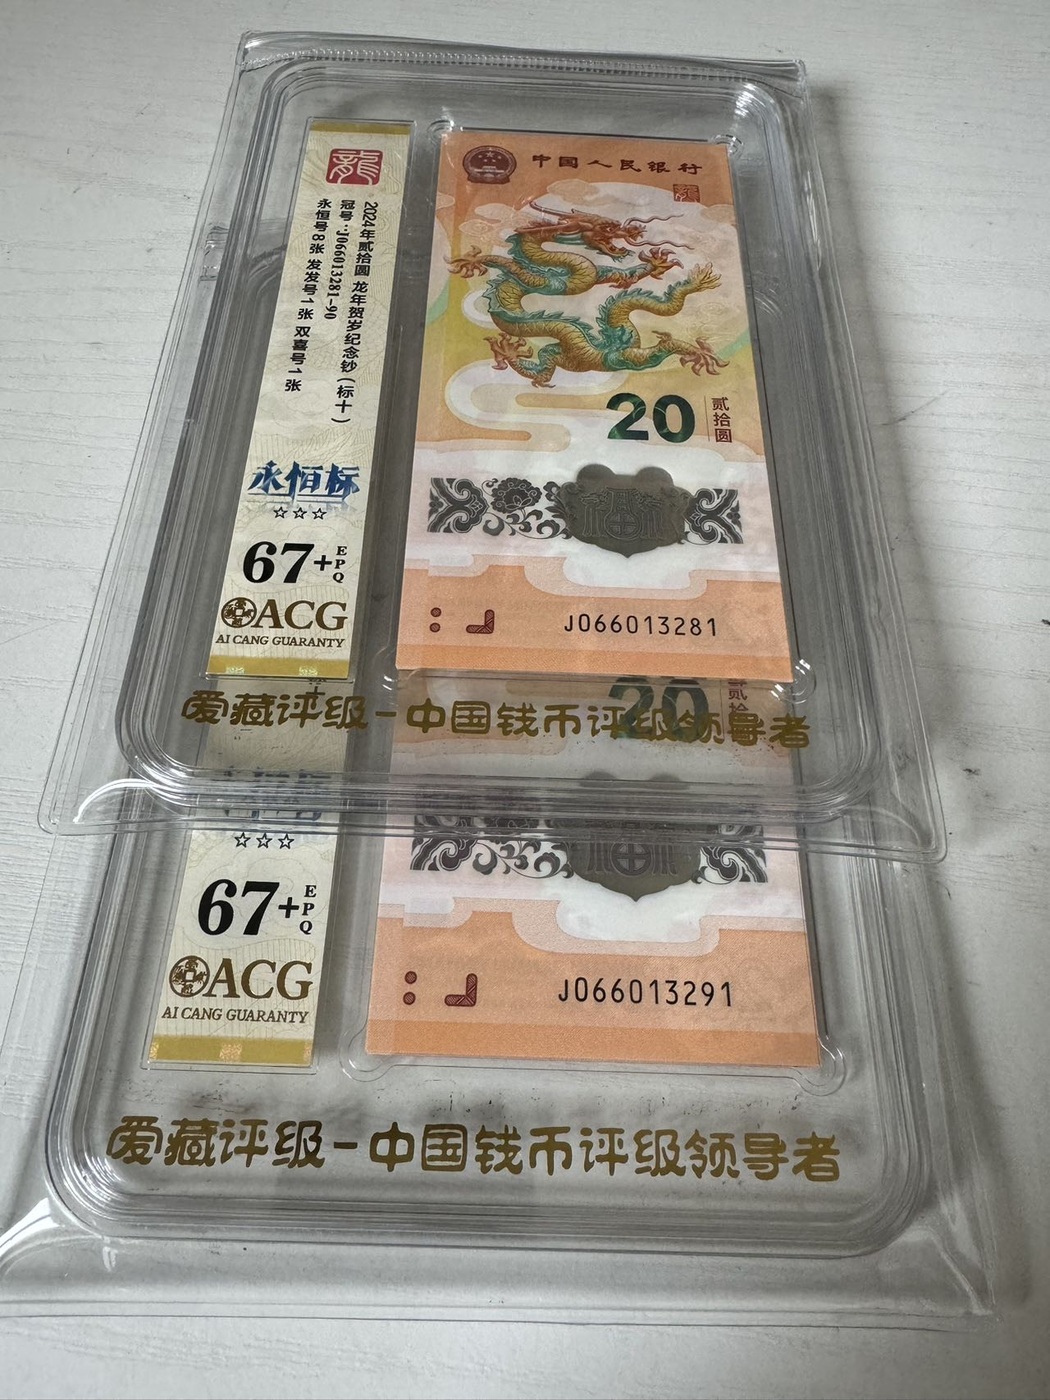 龍
2024年贰拾圆 龙年贺岁纪念钞(标十)
冠号:J066013281-90
永恒号8张 发发号1张 双喜号1张
永恒标
☆☆☆
67+EPQ
ACG
AI CANG GUARANTY
中国人民银行
20
贰拾圆
J066013281
爱藏评级-中国钱币评级领导者
20
贰拾
☆☆☆
67+EPQ
ACG
AI CANG GUARANTY
J066013291
爱藏评级-中国钱币评级领导者